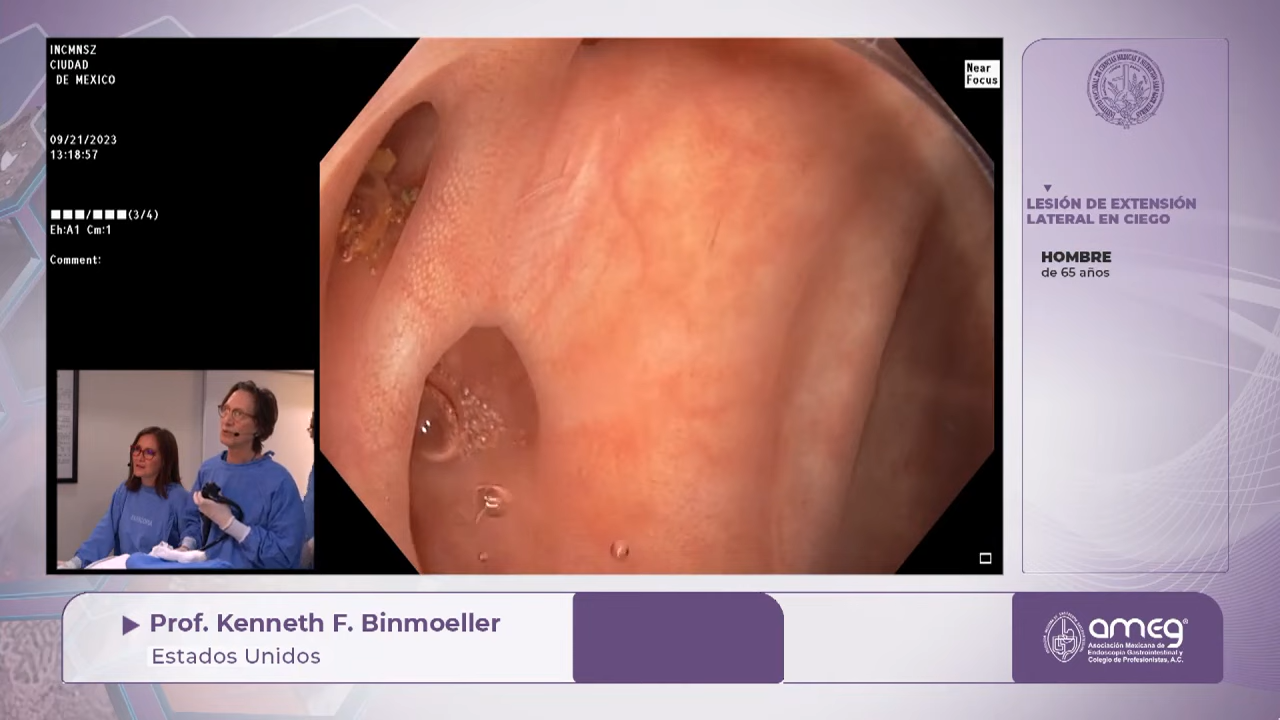 INCMNSZ
CIUDAD
DE MEXICO
09/21/2023
13:18:57
■■■/■■■(3/4)
Eh:A1 Cm:1
Comment:
Near
Focus
LESIÓN DE EXTENSIÓN
LATERAL EN CIEGO
HOMBRE
de 65 años
Prof. Kenneth F. Binmoeller
Estados Unidos
ameg
Asociación Mexicana de
Endoscopia Gastrointestinal y
Colegio de Profesionistas, A.C.